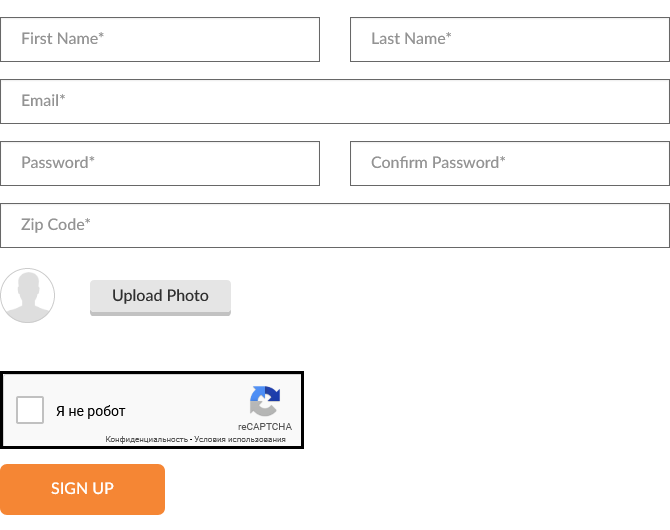 First Name* Last Name*
Email*
Password* Confirm Password*
Zip Code*
Upload Photo
Я не робот
reCAPTCHA
Конфиденциальность - Условия использования
SIGN UP